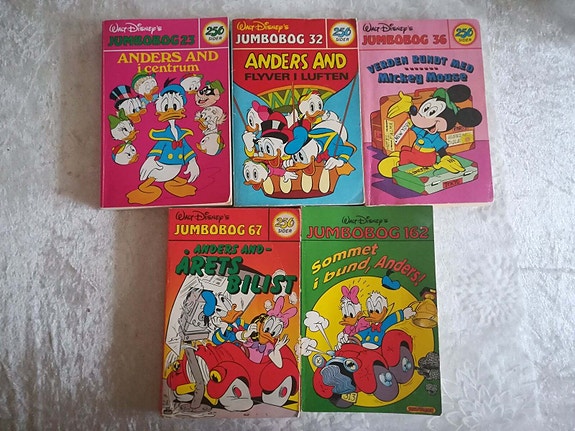 Walt Disney's
JUMBOBOG 23
256
SIDER
ANDERS AND
i centrum
Walt Disney's
JUMBOBOG 32
256
SIDER
ANDERS AND
FLYVER I LUFTEN
Walt Disney's
JUMBOBOG 36
256
SIDER
VERDEN RUNDT MED
Mickey Mouse
Walt Disney's
JUMBOBOG 67
256
SIDER
ANDERS AND-
ÅRETS
BILIST
Walt Disney's
JUMBOBOG 162
Sommet
i bund, Anders!
313